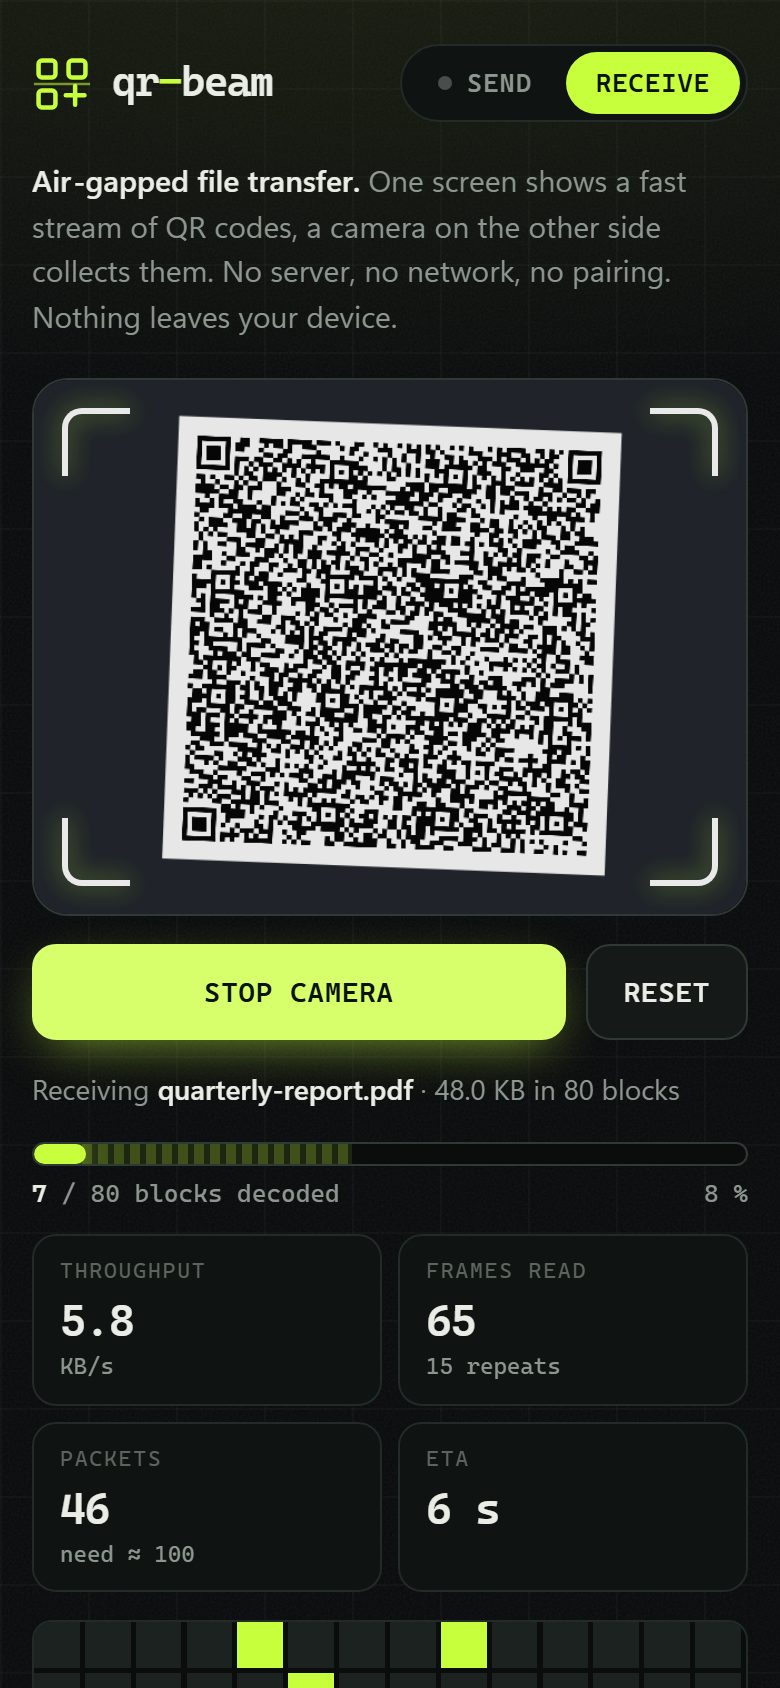 qr-beam
SEND
RECEIVE
Air-gapped file transfer. One screen shows a fast
stream of QR codes, a camera on the other side
collects them. No server, no network, no pairing.
Nothing leaves your device.
STOP CAMERA
RESET
Receiving quarterly-report.pdf · 48.0 KB in 80 blocks
7 / 80 blocks decoded
8 %
THROUGHPUT
5.8
KB/s
FRAMES READ
65
15 repeats
PACKETS
46
need ≈ 100
ETA
6 s